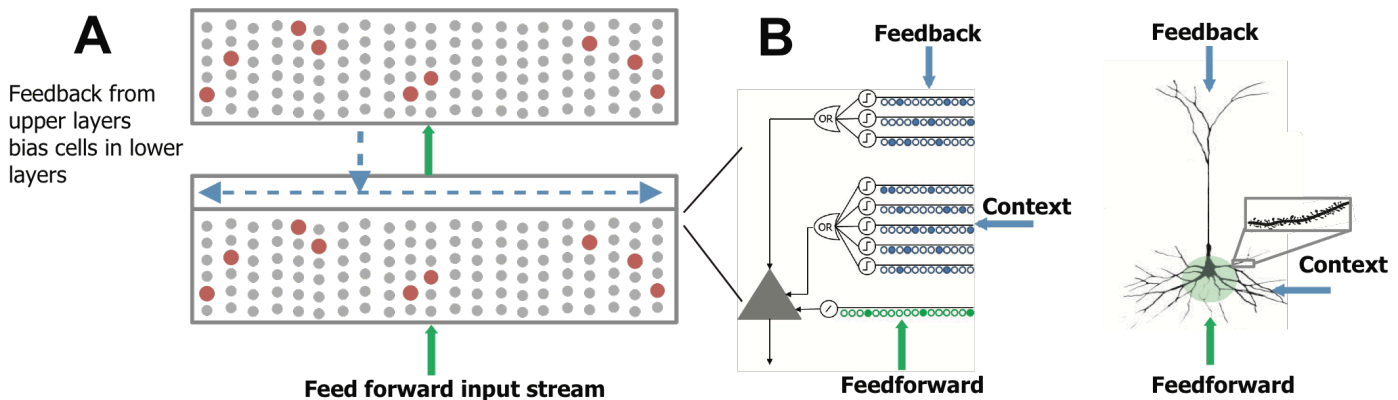 A
Feedback from
upper layers
bias cells in lower
layers
Feed forward input stream
B
Feedback
OR
OR
Context
Feedforward
Feedback
Context
Feedforward